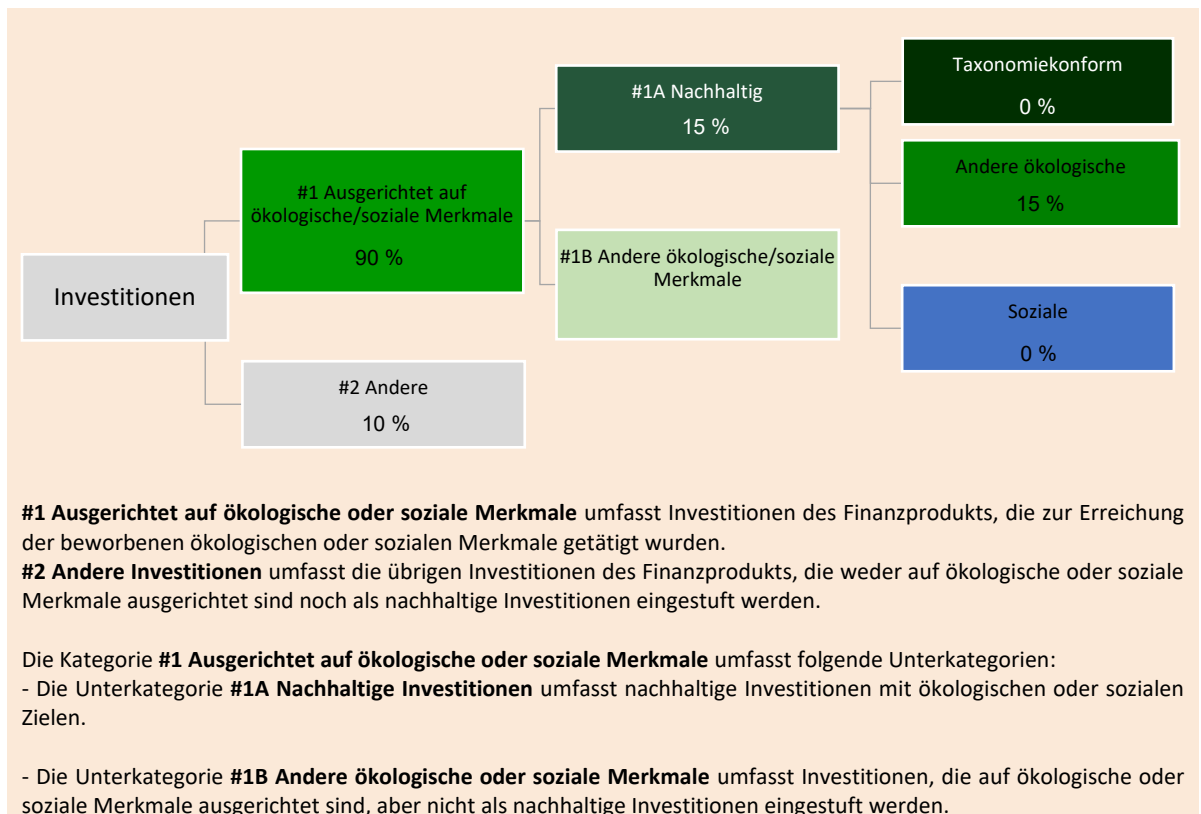 Investitionen
#1 Ausgerichtet auf
ökologische/soziale Merkmale
90 %
#2 Andere
10 %
#1A Nachhaltig
15 %
#1B Andere ökologische/soziale
Merkmale
Taxonomiekonform
0 %
Andere ökologische
15 %
Soziale
0 %
#1 Ausgerichtet auf ökologische oder soziale Merkmale umfasst Investitionen des Finanzprodukts, die zur Erreichung
der beworbenen ökologischen oder sozialen Merkmale getätigt wurden.
#2 Andere Investitionen umfasst die übrigen Investitionen des Finanzprodukts, die weder auf ökologische oder soziale
Merkmale ausgerichtet sind noch als nachhaltige Investitionen eingestuft werden.
Die Kategorie #1 Ausgerichtet auf ökologische oder soziale Merkmale umfasst folgende Unterkategorien:
- Die Unterkategorie #1A Nachhaltige Investitionen umfasst nachhaltige Investitionen mit ökologischen oder sozialen
Zielen.
- Die Unterkategorie #1B Andere ökologische oder soziale Merkmale umfasst Investitionen, die auf ökologische oder
soziale Merkmale ausgerichtet sind, aber nicht als nachhaltige Investitionen eingestuft werden.